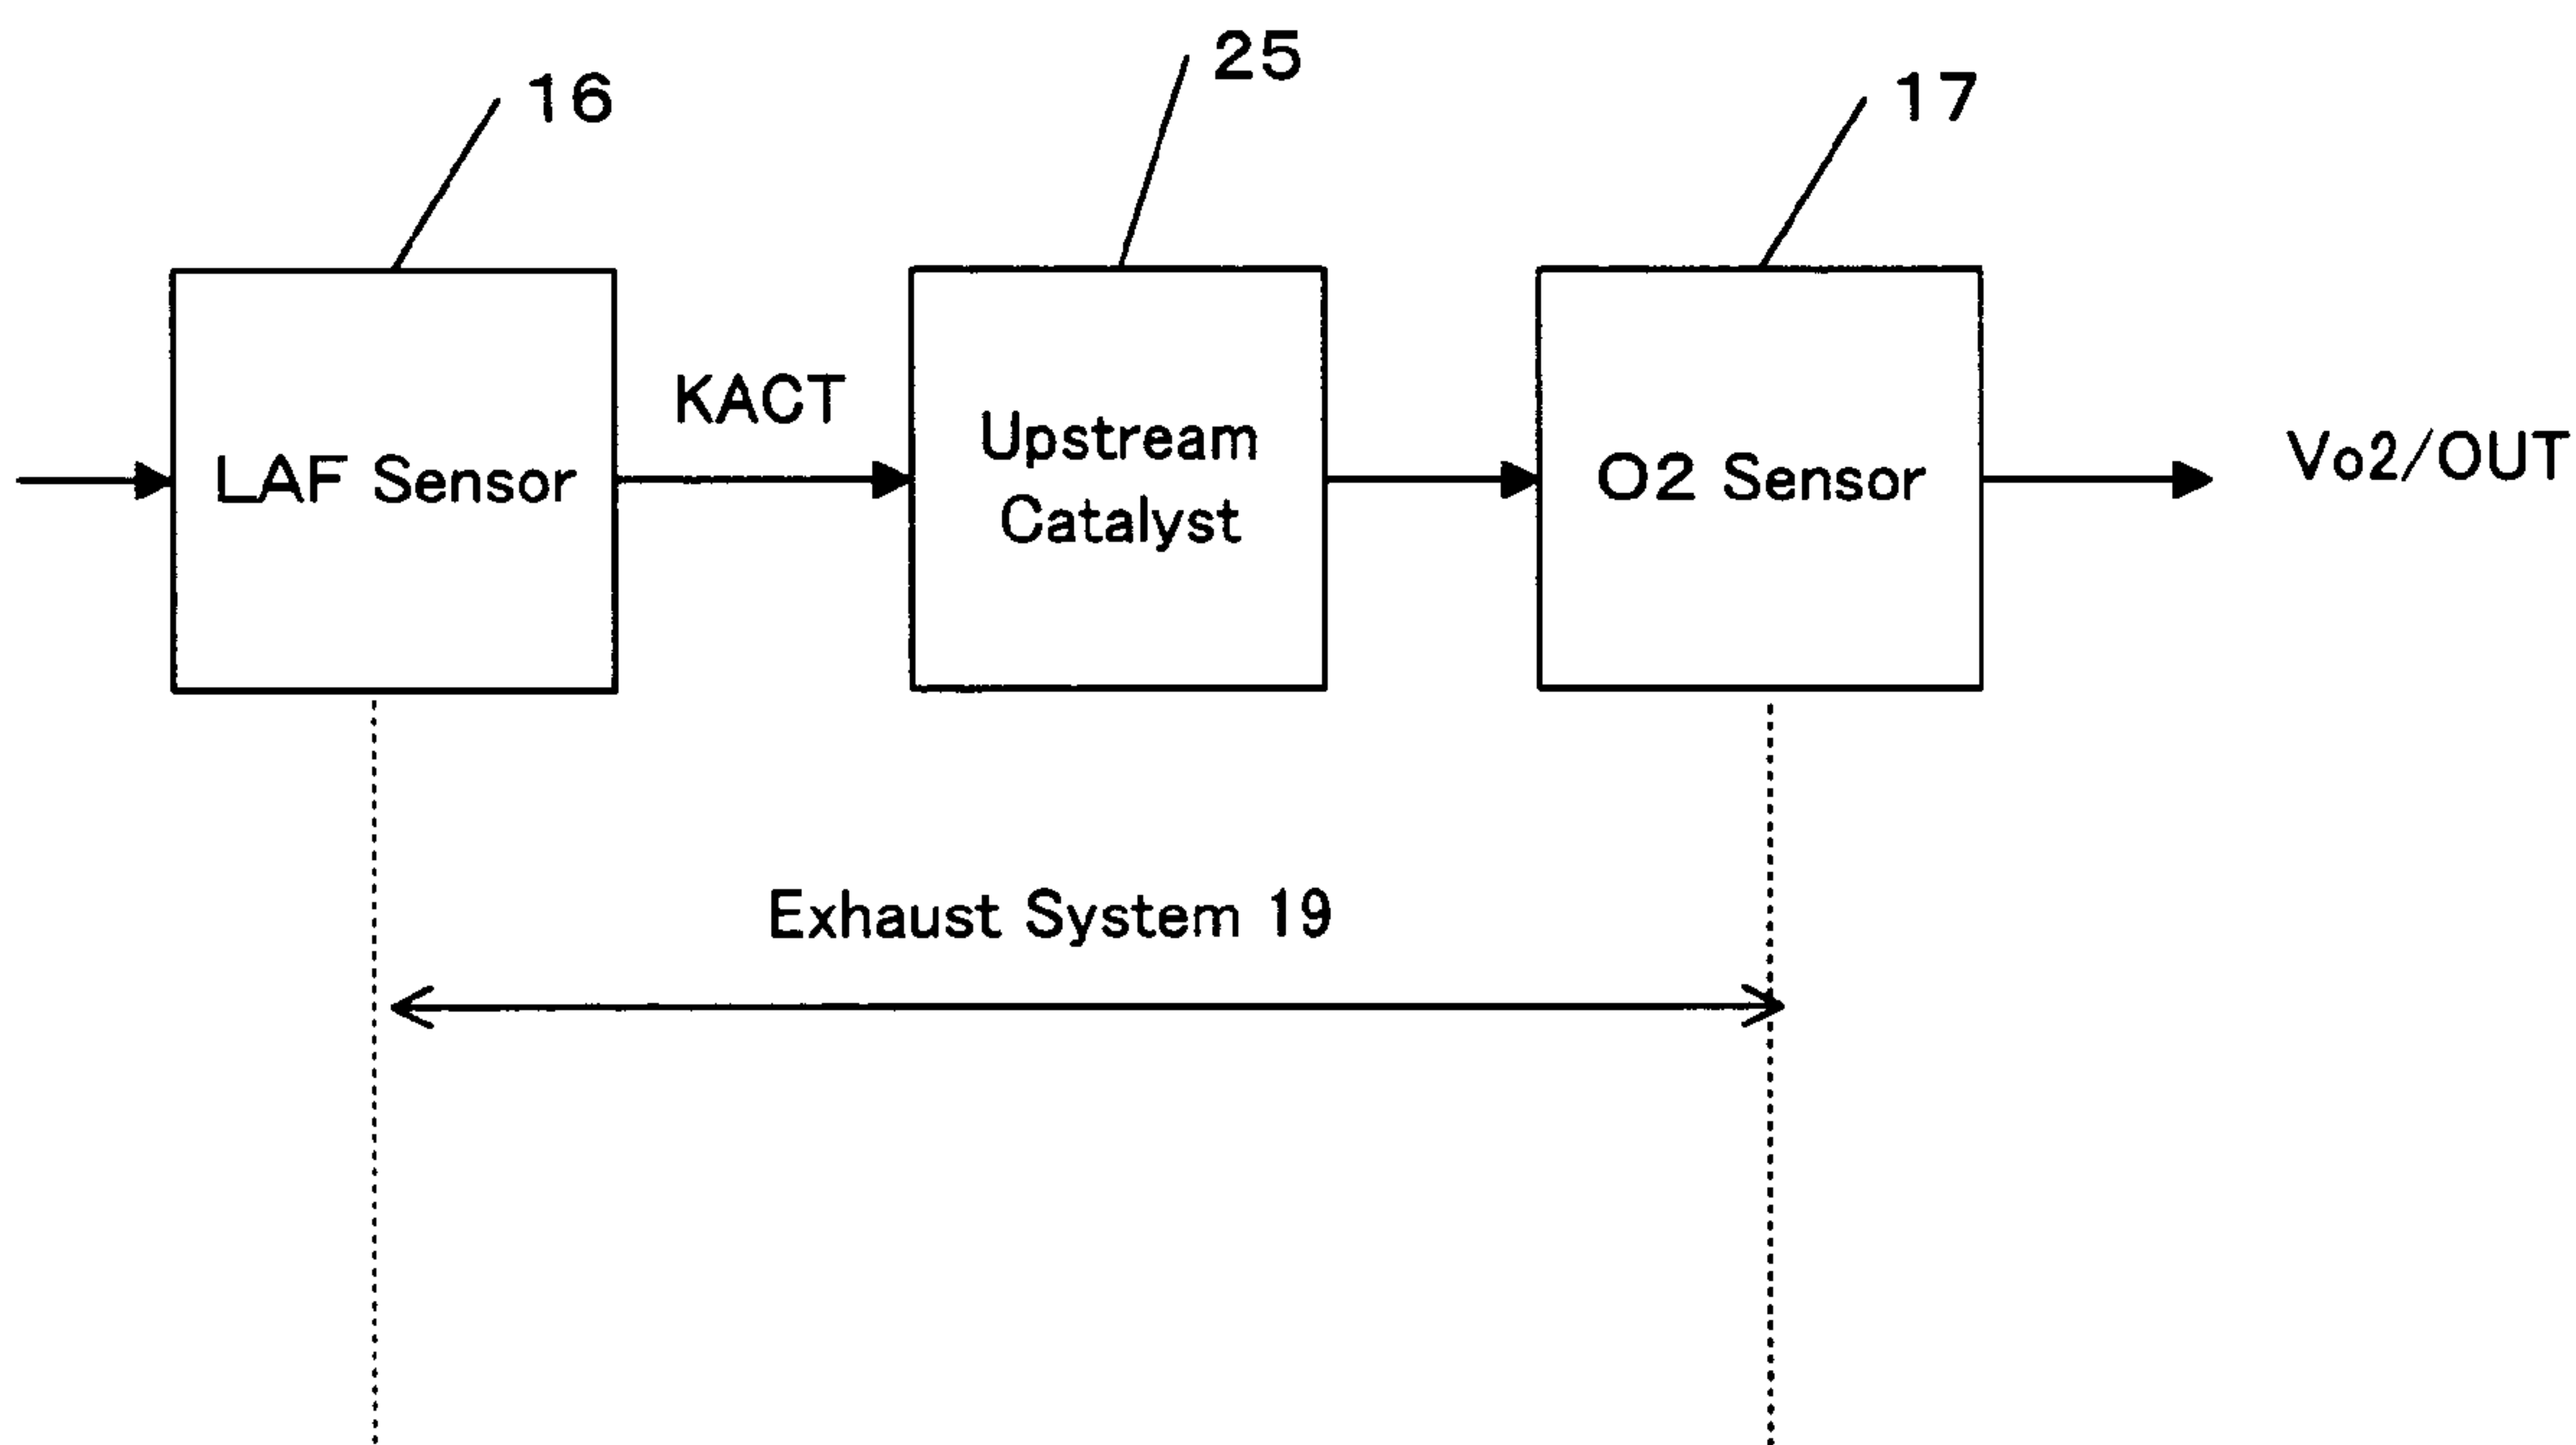 16
25
17
KACT
LAF Sensor
Upstream
Catalyst
O2 Sensor
Vo2/OUT
Exhaust System 19